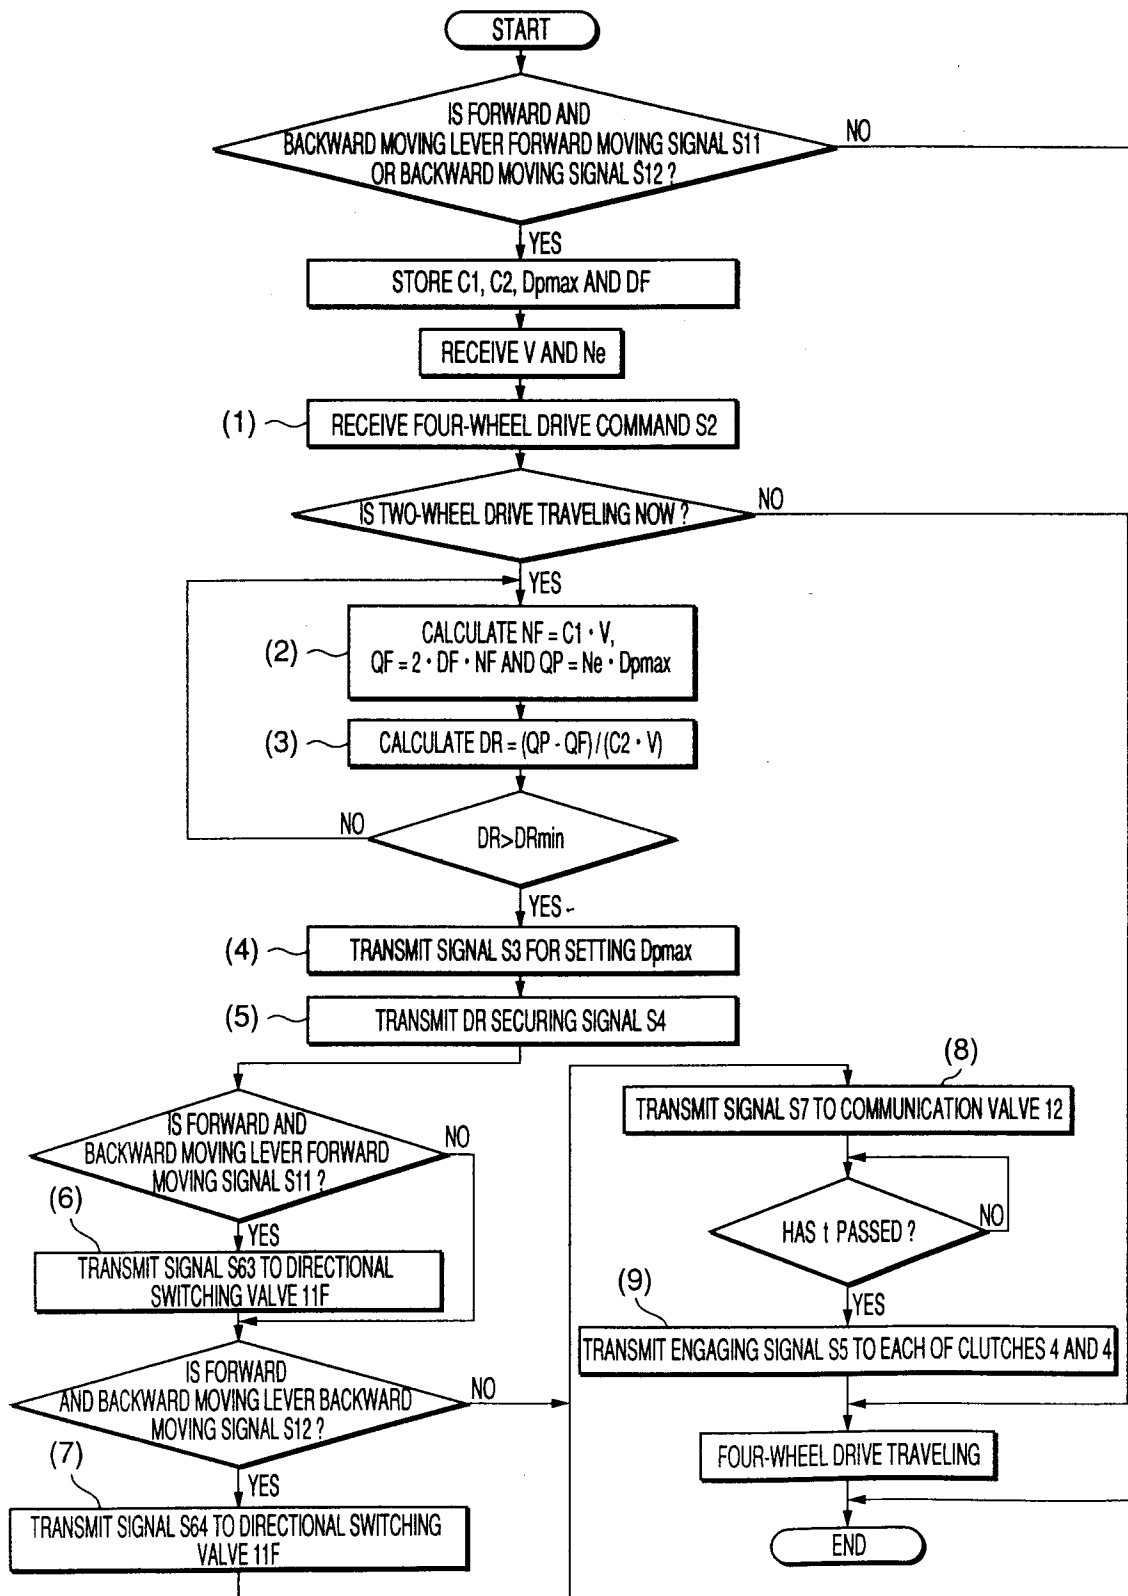 START
IS FORWARD AND
BACKWARD MOVING LEVER FORWARD MOVING SIGNAL S11
OR BACKWARD MOVING SIGNAL S12 ?
NO
YES
STORE C1, C2, Dpmax AND DF
RECEIVE V AND Ne
(1)
RECEIVE FOUR-WHEEL DRIVE COMMAND S2
IS TWO-WHEEL DRIVE TRAVELING NOW ?
NO
YES
(2)
CALCULATE NF = C1 · V,
QF = 2 · DF · NF AND QP = Ne · Dpmax
(3)
CALCULATE DR = (QP - QF) / (C2 · V)
NO
DR>DRmin
YES
(4)
TRANSMIT SIGNAL S3 FOR SETTING Dpmax
(5)
TRANSMIT DR SECURING SIGNAL S4
IS FORWARD AND
BACKWARD MOVING LEVER FORWARD
MOVING SIGNAL S11 ?
NO
(6)
YES
TRANSMIT SIGNAL S63 TO DIRECTIONAL
SWITCHING VALVE 11F
IS FORWARD
AND BACKWARD MOVING LEVER BACKWARD
MOVING SIGNAL S12 ?
NO
(7)
YES
TRANSMIT SIGNAL S64 TO DIRECTIONAL SWITCHING
VALVE 11F
(8)
TRANSMIT SIGNAL S7 TO COMMUNICATION VALVE 12
HAS t PASSED ?
NO
(9)
YES
TRANSMIT ENGAGING SIGNAL S5 TO EACH OF CLUTCHES 4 AND 4
FOUR-WHEEL DRIVE TRAVELING
END